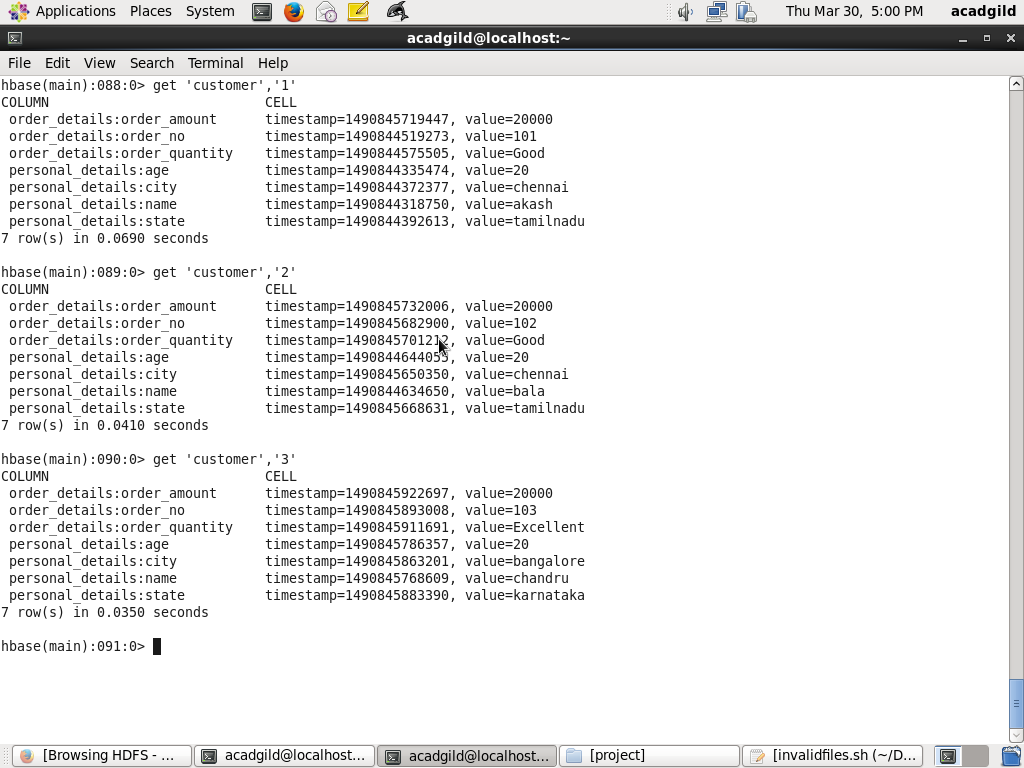 Applications Places System Thu Mar 30, 5:00 PM acadgild
acadgild@localhost:~
File Edit View Search Terminal Help
hbase(main):088:0> get 'customer','1'
COLUMN CELL
order_details:order_amount timestamp=1490845719447, value=20000
order_details:order_no timestamp=1490844519273, value=101
order_details:order_quantity timestamp=1490844575505, value=Good
personal_details:age timestamp=1490844335474, value=20
personal_details:city timestamp=1490844372377, value=chennai
personal_details:name timestamp=1490844318750, value=akash
personal_details:state timestamp=1490844392613, value=tamilnadu
7 row(s) in 0.0690 seconds
hbase(main):089:0> get 'customer','2'
COLUMN CELL
order_details:order_amount timestamp=1490845732006, value=20000
order_details:order_no timestamp=1490845682900, value=102
order_details:order_quantity timestamp=1490845701212, value=Good
personal_details:age timestamp=1490844644055, value=20
personal_details:city timestamp=1490845650350, value=chennai
personal_details:name timestamp=1490844634650, value=bala
personal_details:state timestamp=1490845668631, value=tamilnadu
7 row(s) in 0.0410 seconds
hbase(main):090:0> get 'customer','3'
COLUMN CELL
order_details:order_amount timestamp=1490845922697, value=20000
order_details:order_no timestamp=1490845893008, value=103
order_details:order_quantity timestamp=1490845911691, value=Excellent
personal_details:age timestamp=1490845786357, value=20
personal_details:city timestamp=1490845863201, value=bangalore
personal_details:name timestamp=1490845768609, value=chandru
personal_details:state timestamp=1490845883390, value=karnataka
7 row(s) in 0.0350 seconds
hbase(main):091:0>
[Browsing HDFS - ... acadgild@localhost... acadgild@localhost... [project] [invalidfiles.sh (~/D...